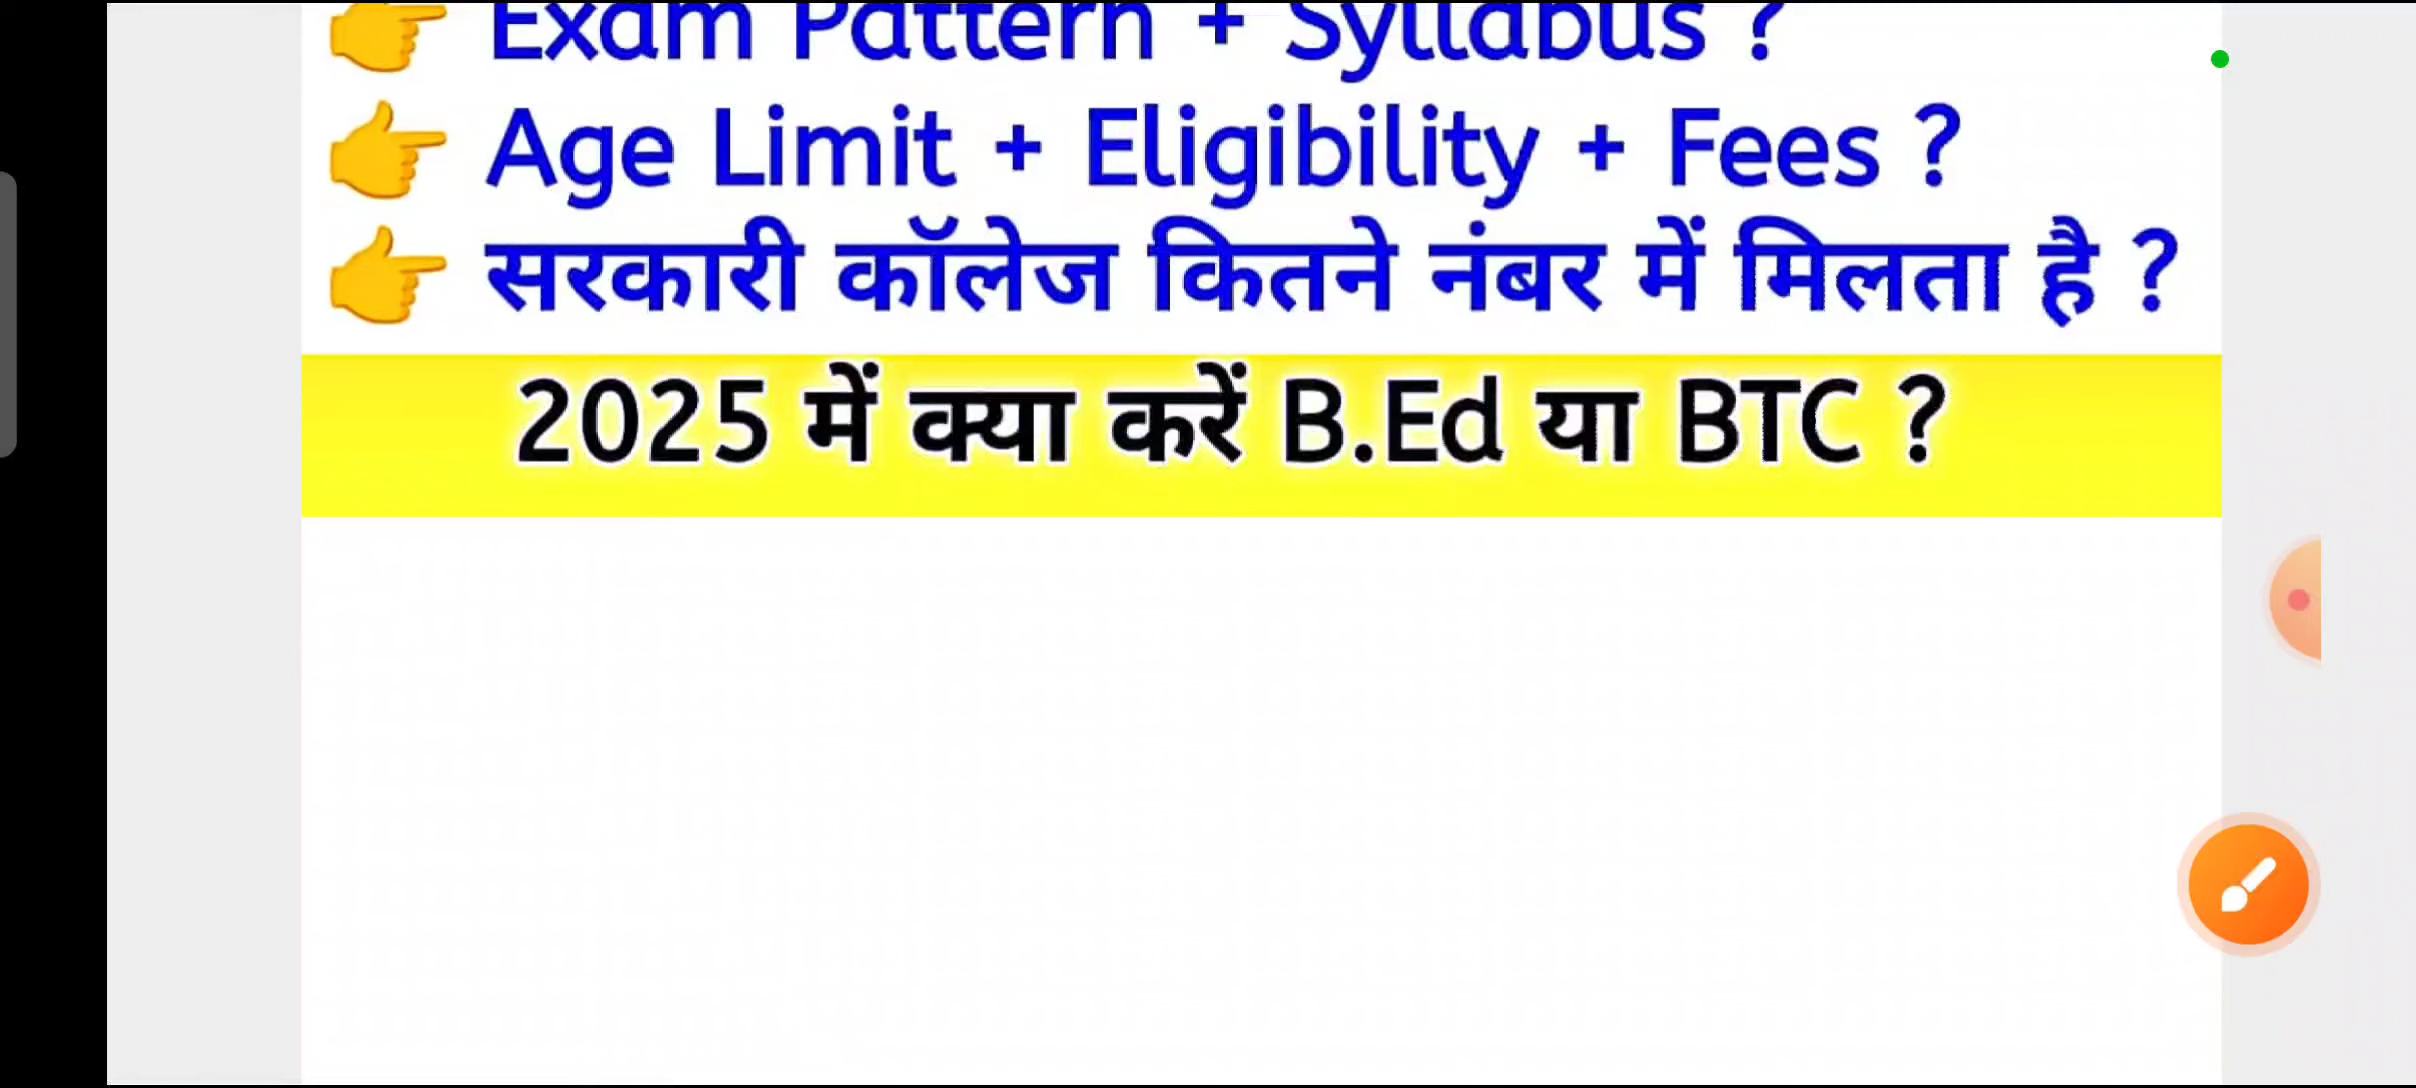 Exam Pattern + Syllabus ?
Age Limit + Eligibility + Fees ?
सरकारी कॉलेज कितने नंबर में मिलता है ?
2025 में क्या करें B.Ed या BTC ?